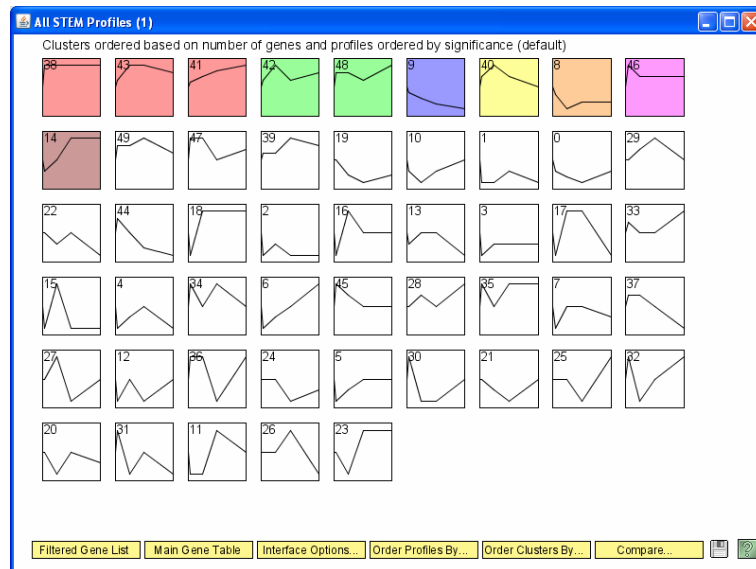 All STEM Profiles (1)
Clusters ordered based on number of genes and profiles ordered by significance (default)
38 43 41 42 48 9 40 8 46
14 49 47 39 19 10 1 0 29
22 44 18 2 16 13 3 17 33
15 4 34 6 45 28 35 7 37
27 12 36 24 5 30 21 25 32
20 31 11 26 23
Filtered Gene List Main Gene Table Interface Options... Order Profiles By... Order Clusters By... Compare... ?